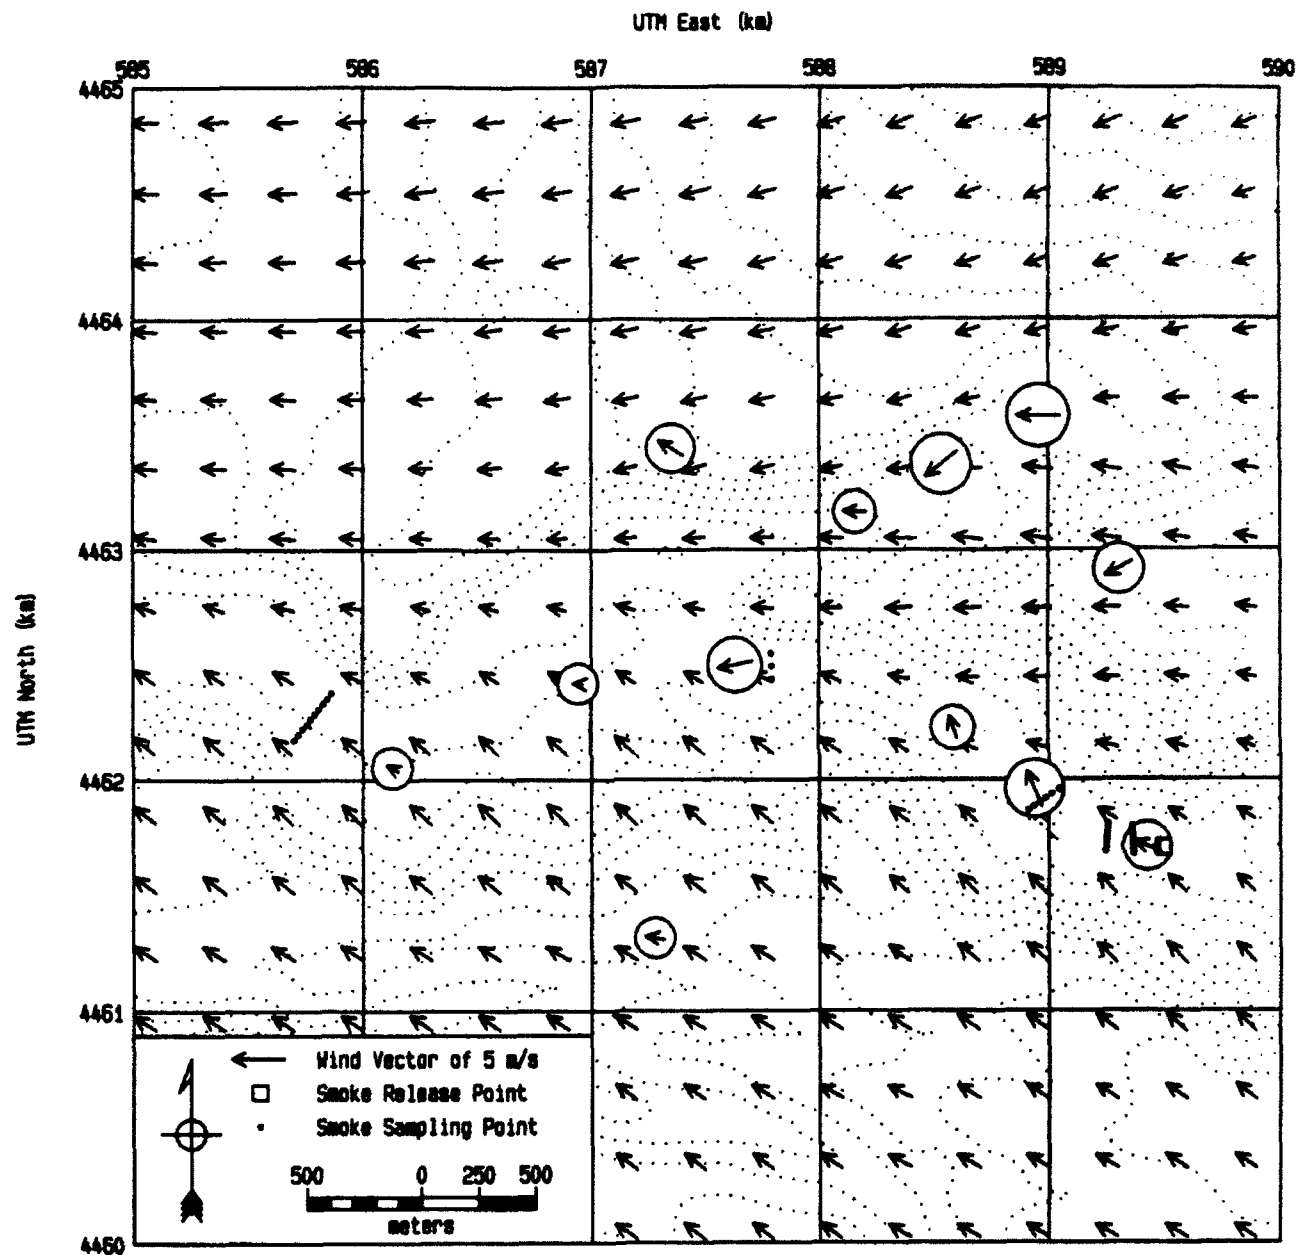 UTM East (km)
585 586 587 588 589 590
4465
4464
4463
4462
4461
4460
UTM North (km)
Wind Vector of 5 m/s
Smoke Release Point
Smoke Sampling Point
500 0 250 500
meters